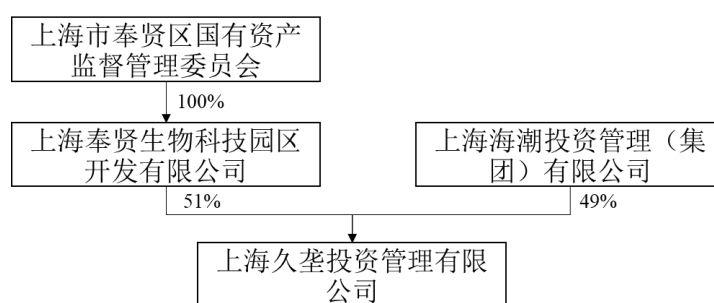 上海市奉贤区国有资产
监督管理委员会
100%
上海奉贤生物科技园区
开发有限公司
上海海潮投资管理（集
团）有限公司
51%
49%
上海久垄投资管理有限
公司